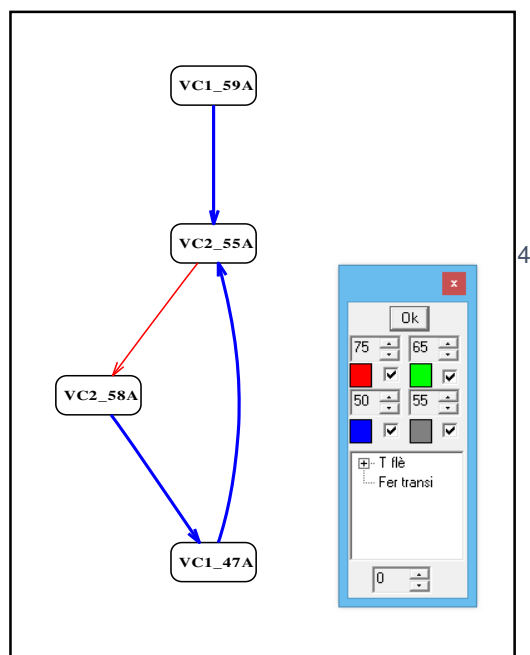 VC1_59A
VC2_55A
4
x
Ok
75 65
50 55
VC2_58A
T flè
Fer transi
VC1_47A
0